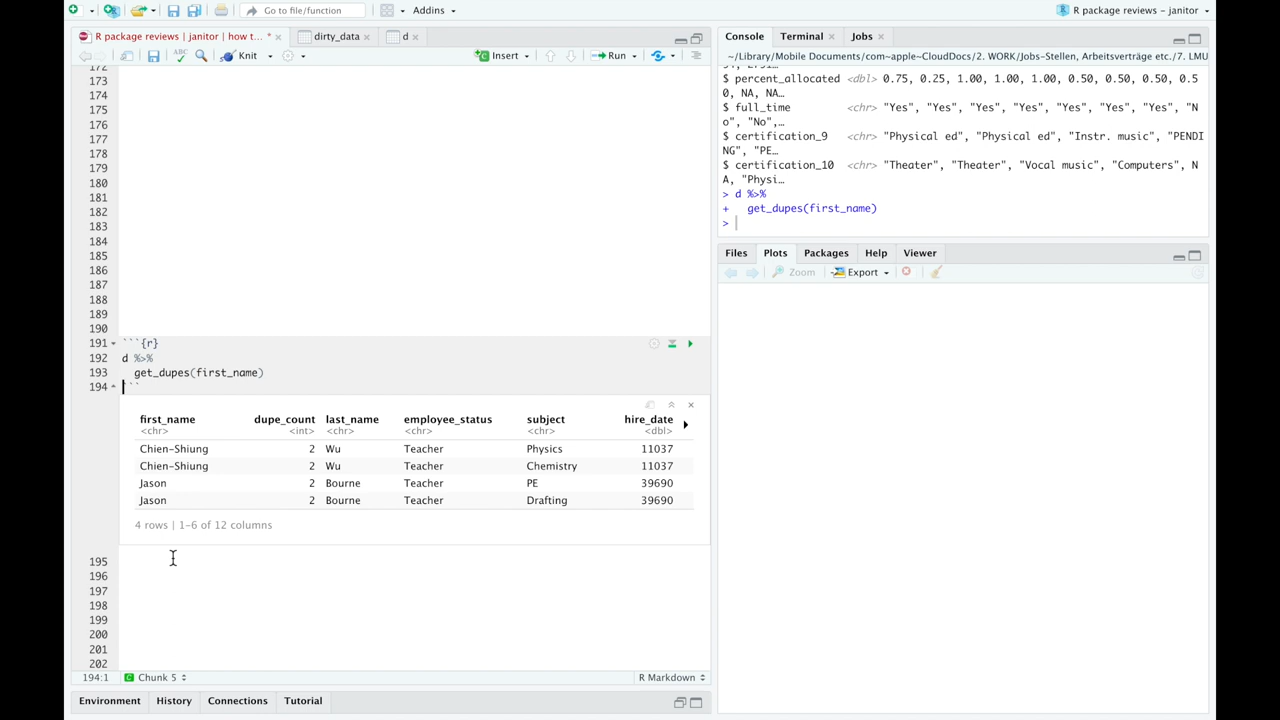 Go to file/function
Addins
R package reviews - janitor
R package reviews | janitor | how t... *
dirty_data
d
ABC
Knit
Insert
Run
172
173
174
175
176
177
178
179
180
181
182
183
184
185
186
187
188
189
190
191 ```{r}
192 d %>%
193 get_dupes(first_name)
194 ```
first_name dupe_count last_name employee_status subject hire_date
<chr> <int> <chr> <chr> <chr> <dbl>
Chien-Shiung 2 Wu Teacher Physics 11037
Chien-Shiung 2 Wu Teacher Chemistry 11037
Jason 2 Bourne Teacher PE 39690
Jason 2 Bourne Teacher Drafting 39690
4 rows | 1-6 of 12 columns
195
196
197
198
199
200
201
202
194:1 Chunk 5 R Markdown
Environment History Connections Tutorial
Console Terminal Jobs
~/Library/Mobile Documents/com~apple~CloudDocs/2. WORK/Jobs-Stellen, Arbeitsverträge etc./7. LMU
$ percent_allocated <dbl> 0.75, 0.25, 1.00, 1.00, 1.00, 0.50, 0.50, 0.50, 0.5
0, NA, NA…
$ full_time <chr> "Yes", "Yes", "Yes", "Yes", "Yes", "Yes", "Yes", "N
o", "No",…
$ certification_9 <chr> "Physical ed", "Physical ed", "Instr. music", "PENDI
NG", "PE…
$ certification_10 <chr> "Theater", "Theater", "Vocal music", "Computers", N
A, "Physi…
> d %>%
+ get_dupes(first_name)
>
Files Plots Packages Help Viewer
Zoom Export